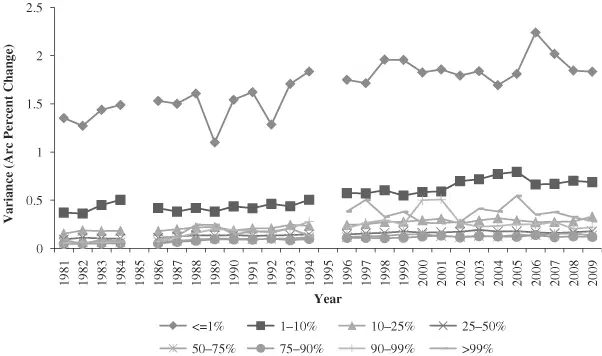 2.5
2
1.5
1
0.5
0
Variance (Arc Percent Change)
1981 1982 1983 1984 1985 1986 1987 1988 1989 1990 1991 1992 1993 1994 1995 1996 1997 1998 1999 2000 2001 2002 2003 2004 2005 2006 2007 2008 2009
Year
<=1% 1–10% 10–25% 25–50%
50–75% 75–90% 90–99% >99%